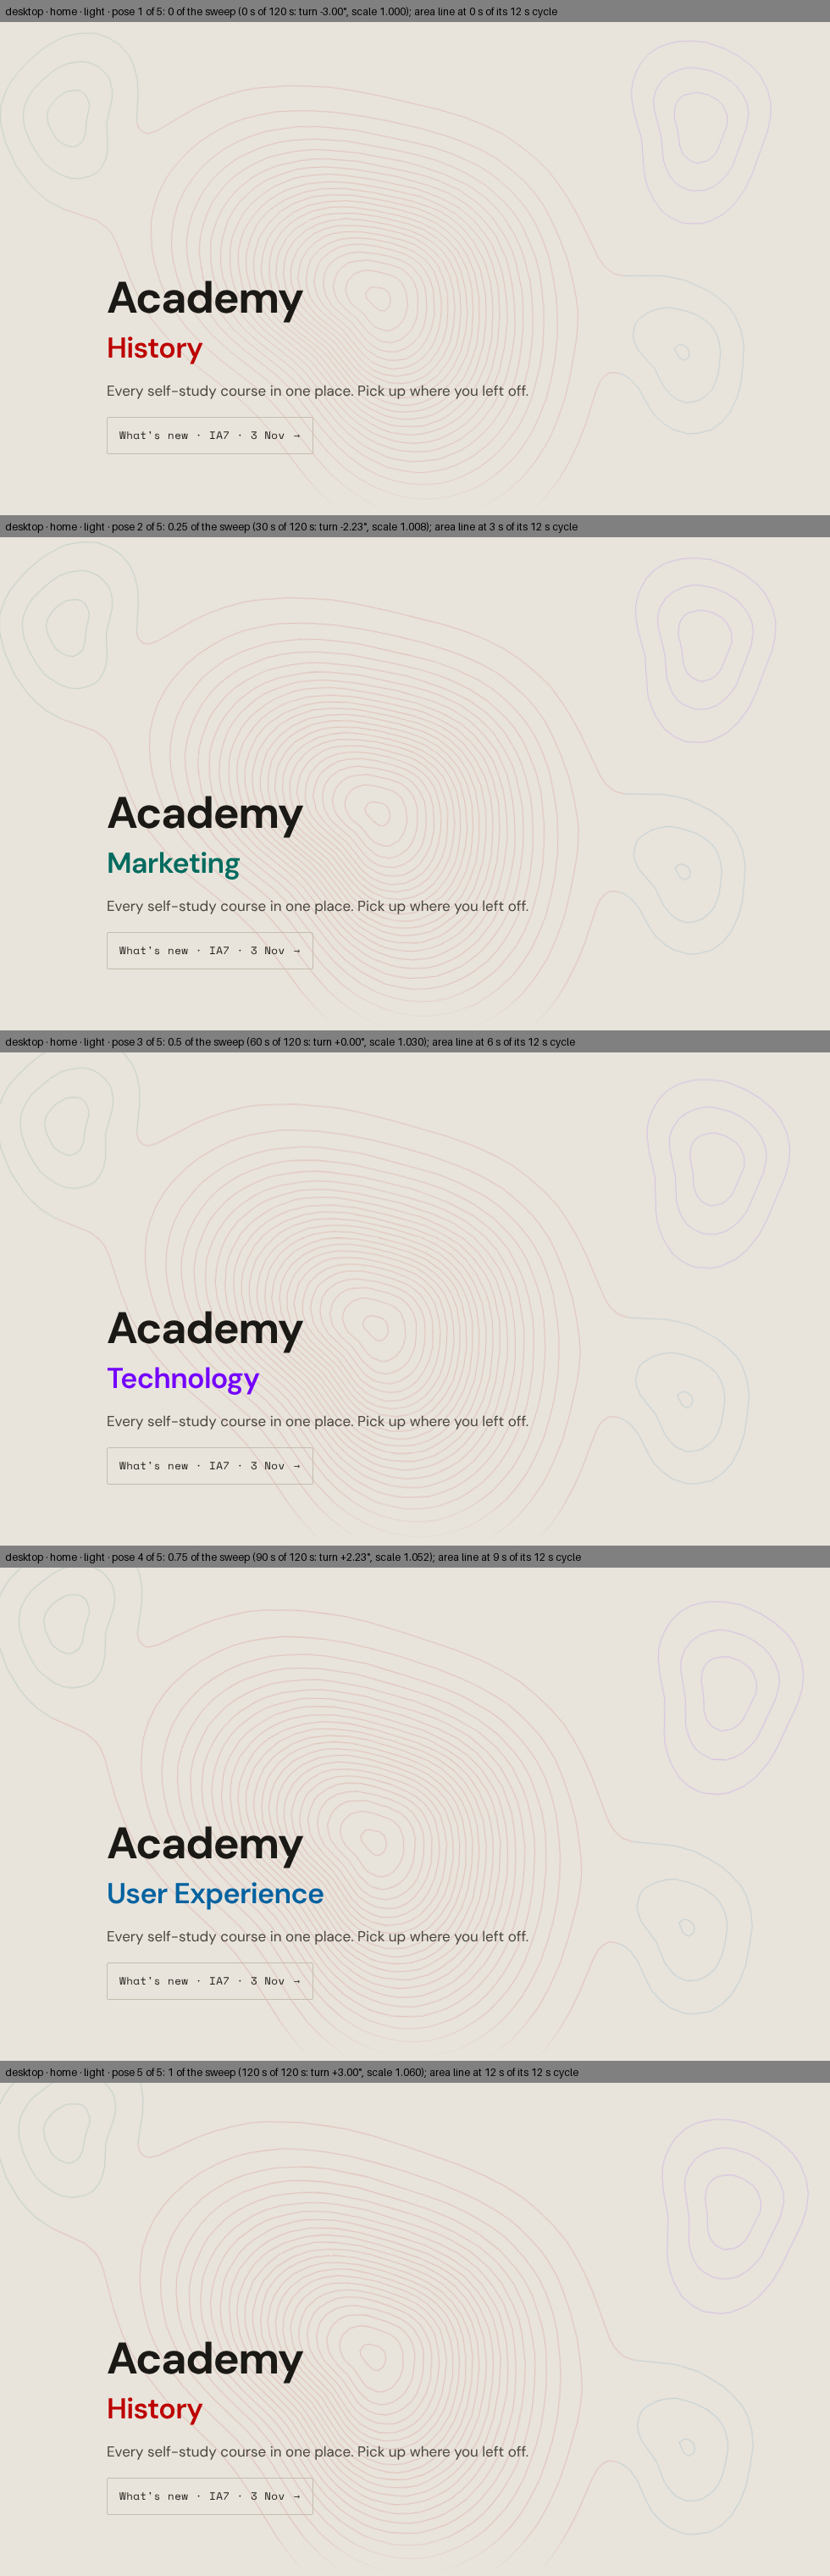 desktop · home · light · pose 1 of 5: 0 of the sweep (0 s of 120 s: turn -3.00°, scale 1.000); area line at 0 s of its 12 s cycle
Academy
History
Every self-study course in one place. Pick up where you left off.
What's new · IA7 · 3 Nov →
desktop · home · light · pose 2 of 5: 0.25 of the sweep (30 s of 120 s: turn -2.23°, scale 1.008); area line at 3 s of its 12 s cycle
Academy
Marketing
Every self-study course in one place. Pick up where you left off.
What's new · IA7 · 3 Nov →
desktop · home · light · pose 3 of 5: 0.5 of the sweep (60 s of 120 s: turn +0.00°, scale 1.030); area line at 6 s of its 12 s cycle
Academy
Technology
Every self-study course in one place. Pick up where you left off.
What's new · IA7 · 3 Nov →
desktop · home · light · pose 4 of 5: 0.75 of the sweep (90 s of 120 s: turn +2.23°, scale 1.052); area line at 9 s of its 12 s cycle
Academy
User Experience
Every self-study course in one place. Pick up where you left off.
What's new · IA7 · 3 Nov →
desktop · home · light · pose 5 of 5: 1 of the sweep (120 s of 120 s: turn +3.00°, scale 1.060); area line at 12 s of its 12 s cycle
Academy
History
Every self-study course in one place. Pick up where you left off.
What's new · IA7 · 3 Nov →